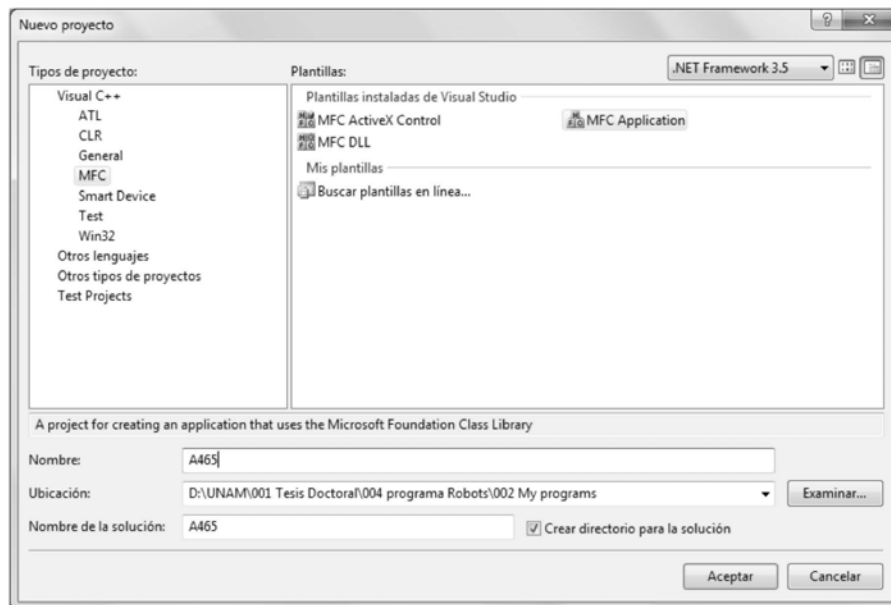 Nuevo proyecto
Tipos de proyecto:
Plantillas:
.NET Framework 3.5
Visual C++
ATL
CLR
General
MFC
Smart Device
Test
Win32
Otros lenguajes
Otros tipos de proyectos
Test Projects
Plantillas instaladas de Visual Studio
MFC ActiveX Control
MFC Application
MFC DLL
Mis plantillas
Buscar plantillas en línea...
A project for creating an application that uses the Microsoft Foundation Class Library
Nombre:
A465
Ubicación:
D:\UNAM\001 Tesis Doctoral\004 programa Robots\002 My programs
Examinar...
Nombre de la solución:
A465
Crear directorio para la solución
Aceptar
Cancelar